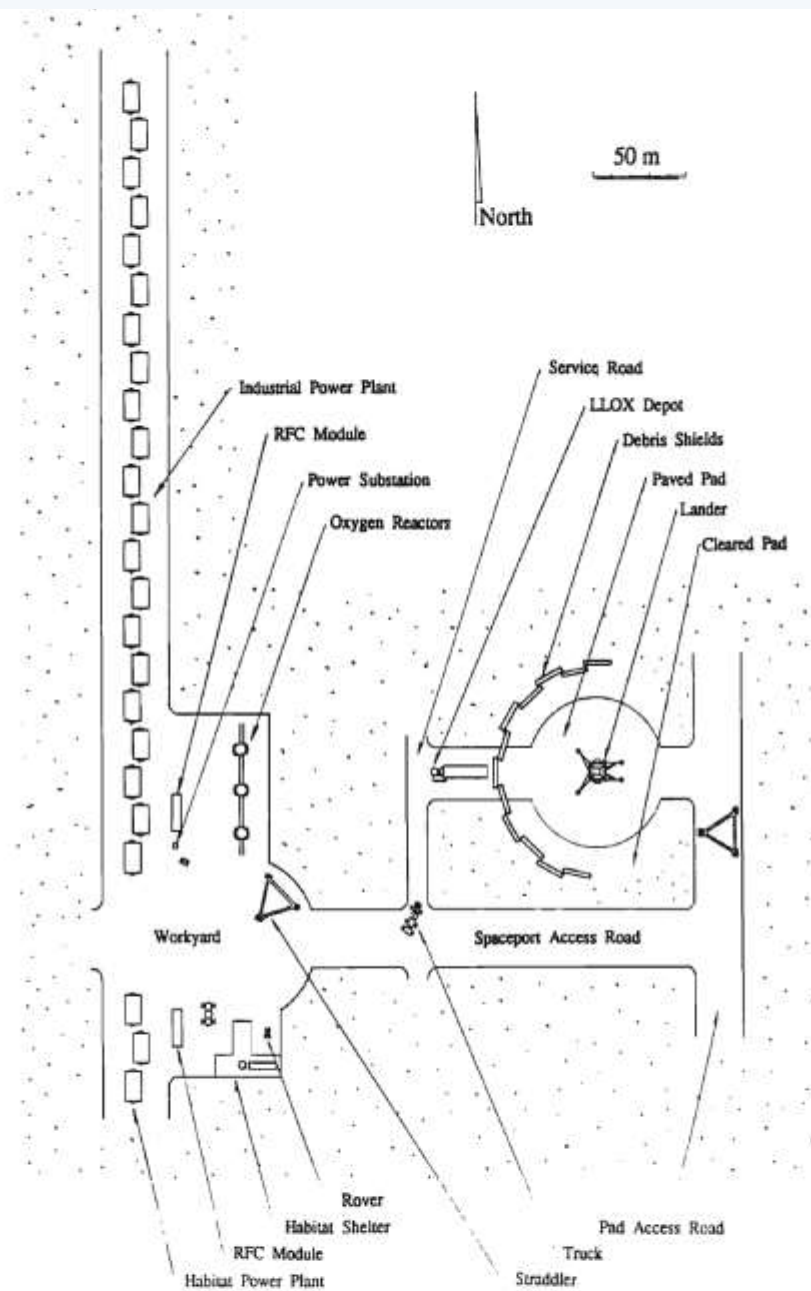 50 m
North
Service Road
Industrial Power Plant
LLOX Depot
RFC Module
Debris Shields
Power Substation
Paved Pad
Oxygen Reactors
Lander
Cleared Pad
Workyard
Spaceport Access Road
Rover
Habitat Shelter
Pad Access Road
RFC Module
Truck
Habitat Power Plant
Straddler